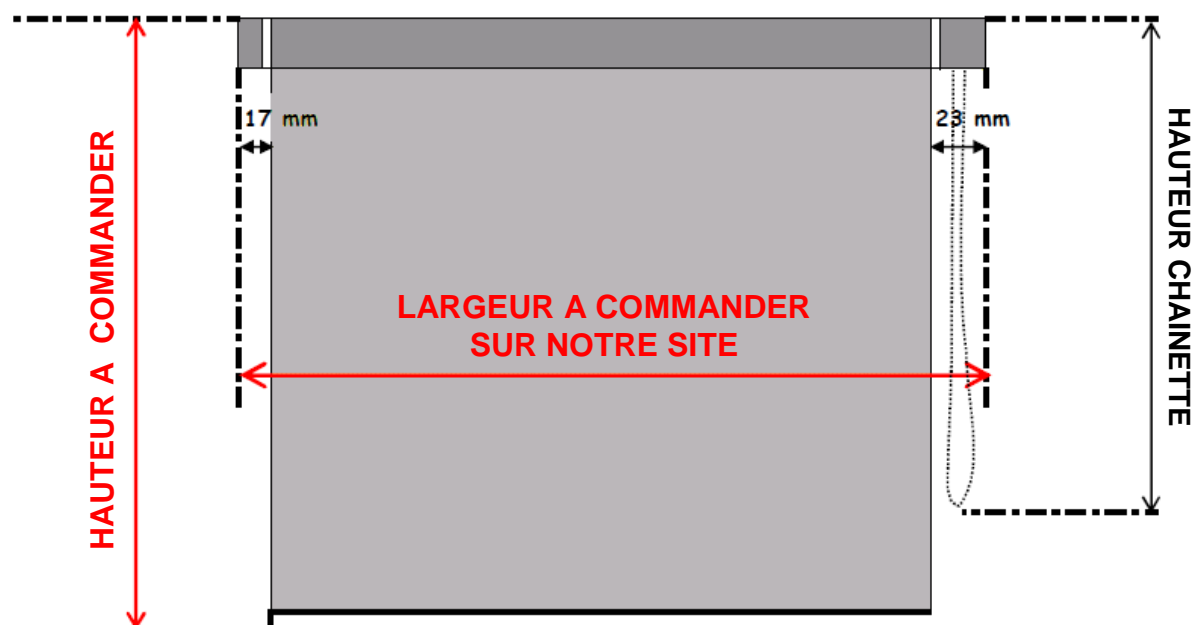 17 mm
23 mm
HAUTEUR A COMMANDER
LARGEUR A COMMANDER
SUR NOTRE SITE
HAUTEUR CHAINETTE